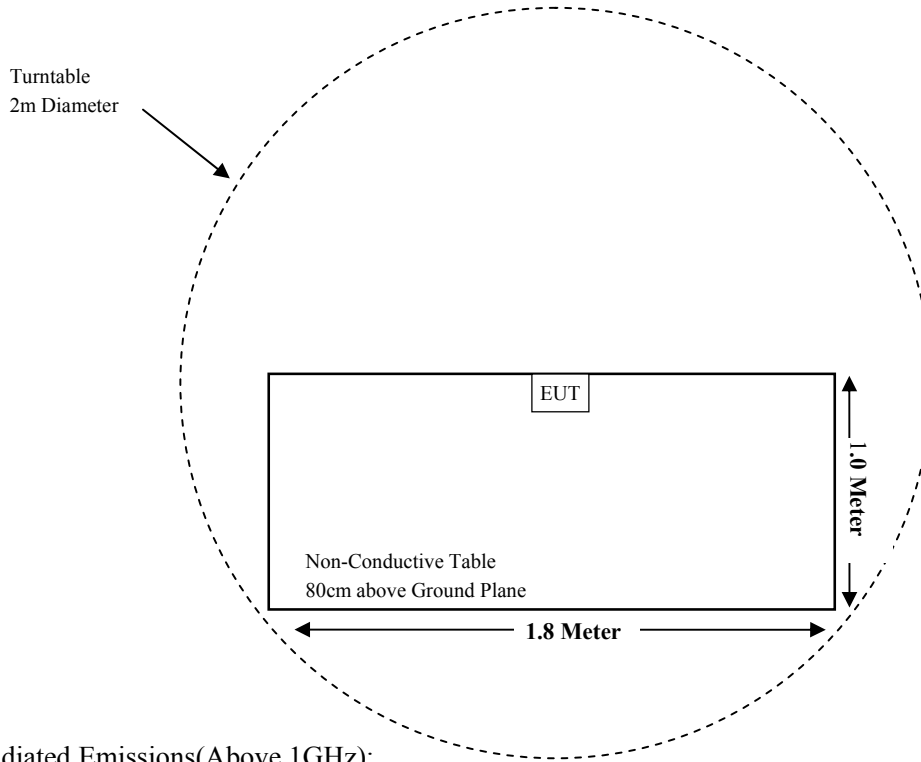 Turntable
2m Diameter
EUT
1.0 Meter
Non-Conductive Table
80cm above Ground Plane
1.8 Meter
diated Emissions(Above 1GHz):